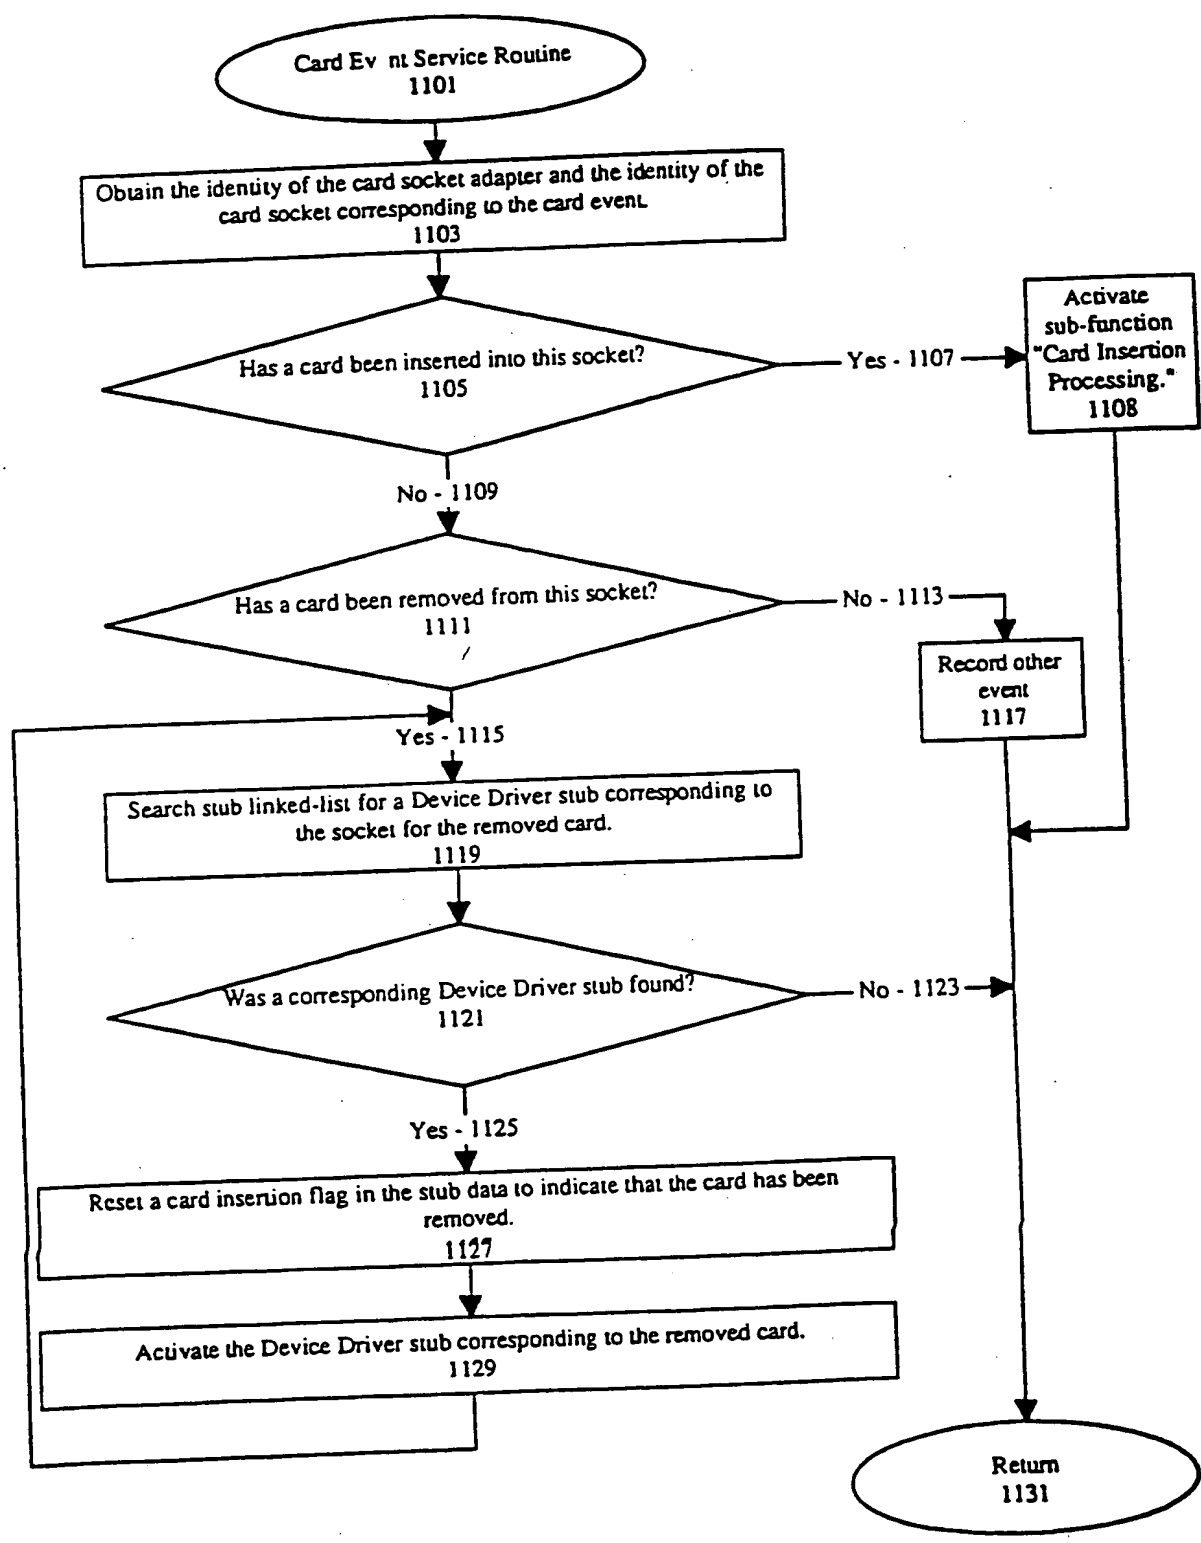 Card Ev nt Service Routine
1101
Obtain the identity of the card socket adapter and the identity of the
card socket corresponding to the card event.
1103
Has a card been inserted into this socket?
1105
Yes - 1107
Activate
sub-function
"Card Insertion
Processing."
1108
No - 1109
Has a card been removed from this socket?
1111
No - 1113
Record other
event
1117
Yes - 1115
Search stub linked-list for a Device Driver stub corresponding to
the socket for the removed card.
1119
Was a corresponding Device Driver stub found?
1121
No - 1123
Yes - 1125
Reset a card insertion flag in the stub data to indicate that the card has been
removed.
1127
Activate the Device Driver stub corresponding to the removed card.
1129
Return
1131